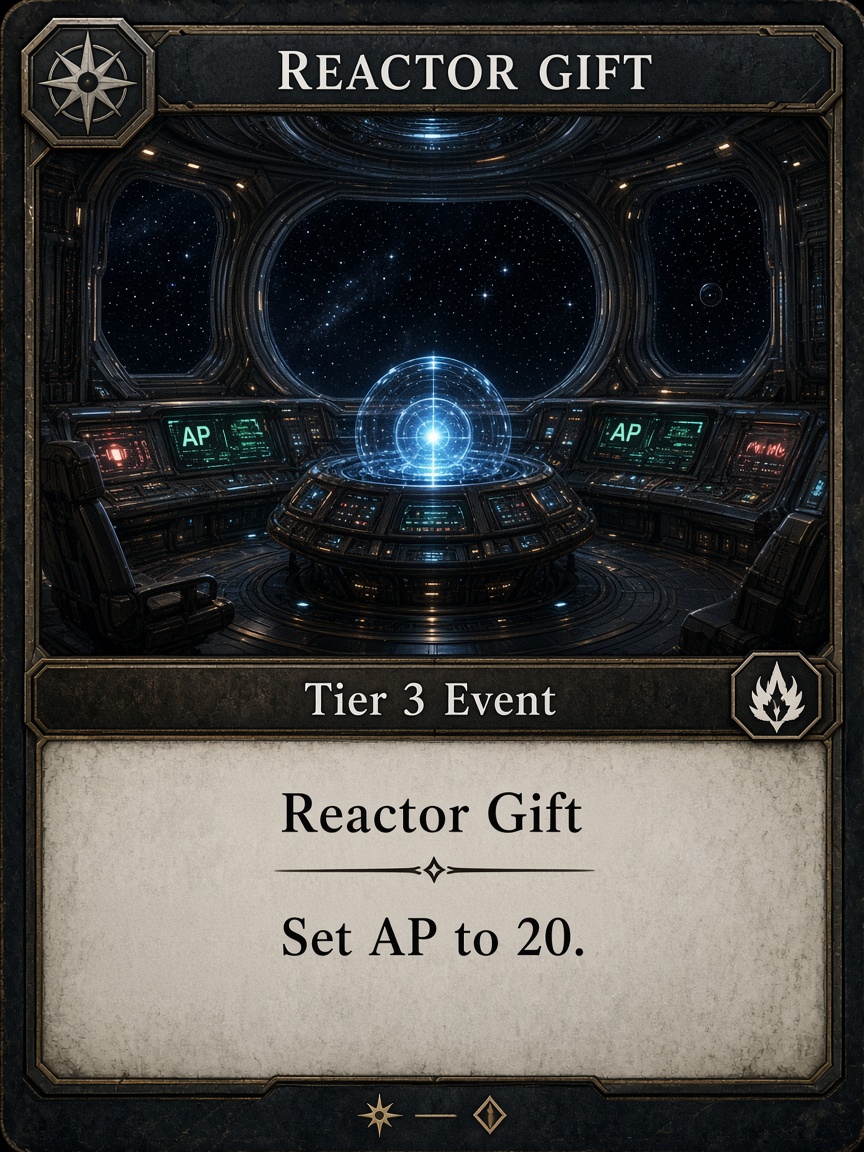 REACTOR GIFT
AP
AP
Tier 3 Event
Reactor Gift
Set AP to 20.